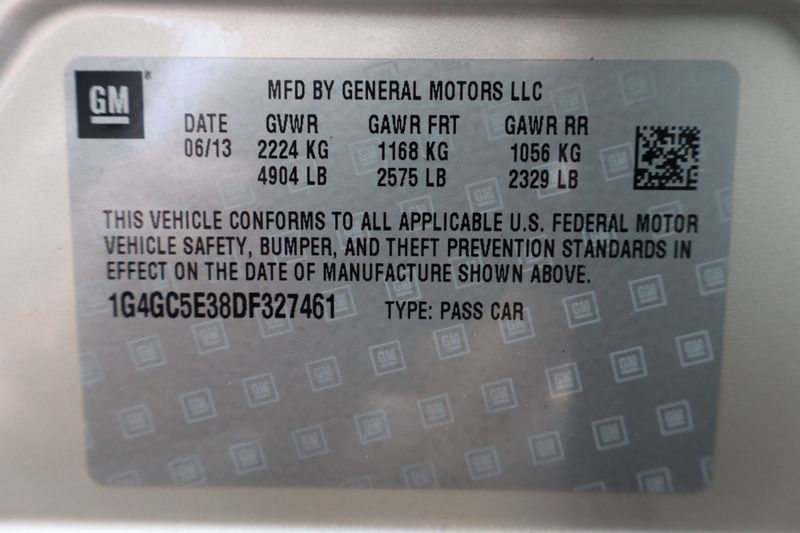 GM
MFD BY GENERAL MOTORS LLC
DATE GVWR GAWR FRT GAWR RR
06/13 2224 KG 1168 KG 1056 KG
4904 LB 2575 LB 2329 LB
THIS VEHICLE CONFORMS TO ALL APPLICABLE U.S. FEDERAL MOTOR
VEHICLE SAFETY, BUMPER, AND THEFT PREVENTION STANDARDS IN
EFFECT ON THE DATE OF MANUFACTURE SHOWN ABOVE.
1G4GC5E38DF327461 TYPE: PASS CAR